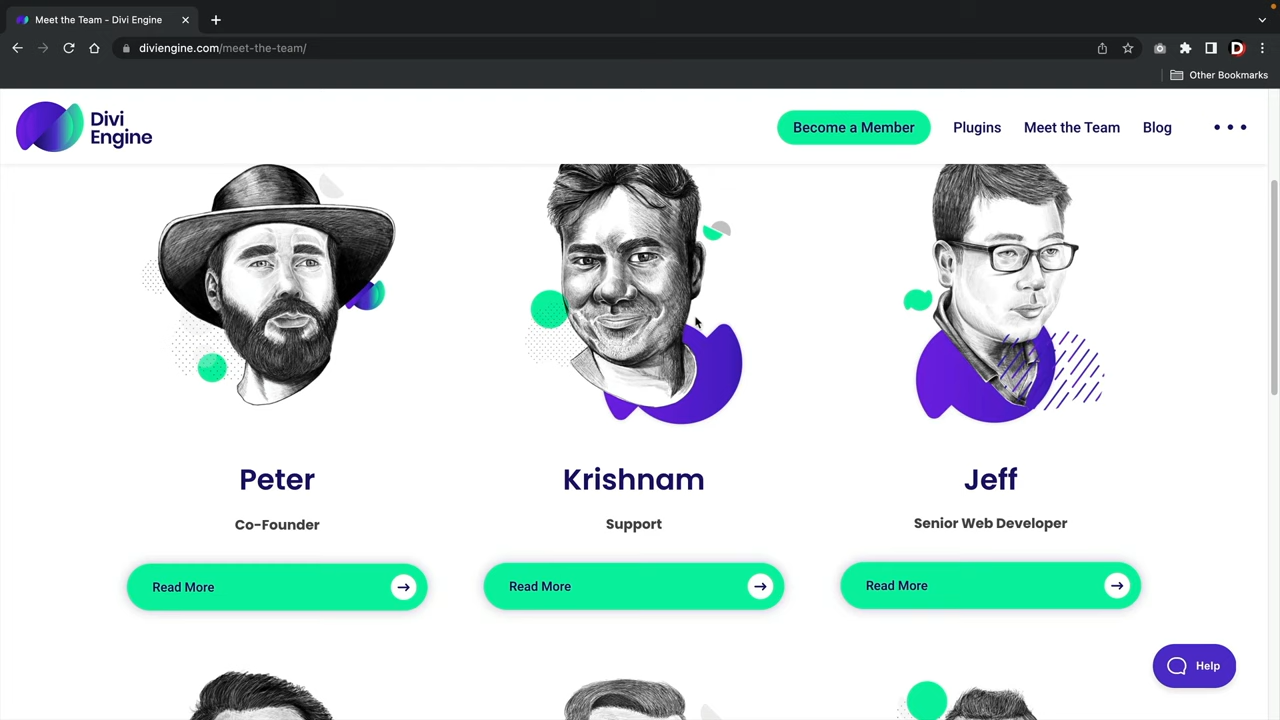 Meet the Team - Divi Engine
diviengine.com/meet-the-team/
D
Other Bookmarks
Divi
Engine
Become a Member
Plugins
Meet the Team
Blog
Peter
Krishnam
Jeff
Co-Founder
Support
Senior Web Developer
Read More
Read More
Read More
Help